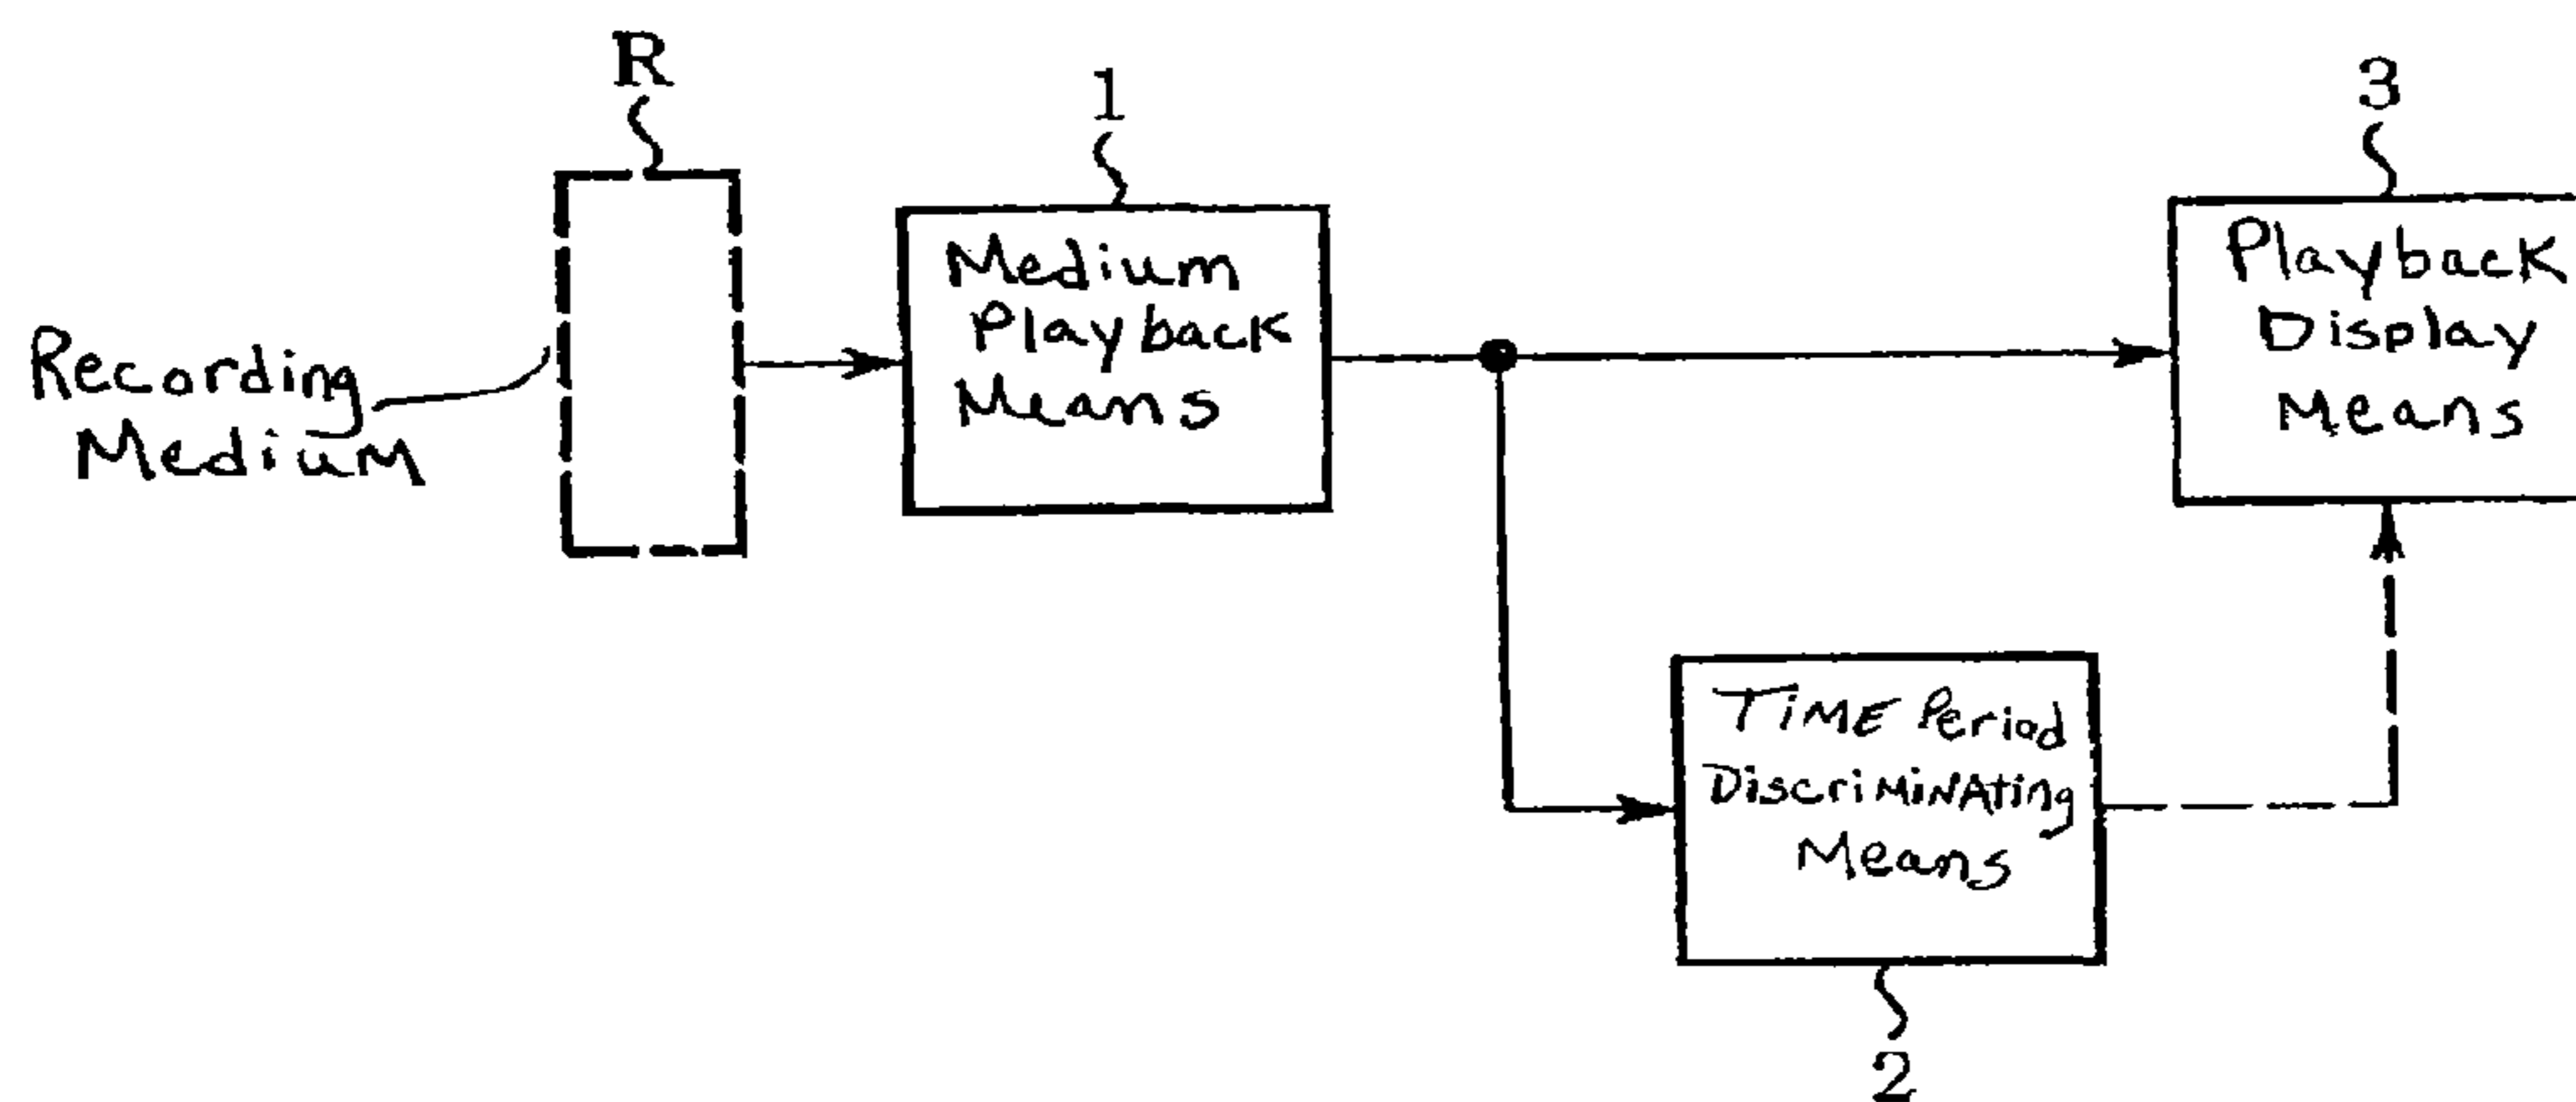 R
1
3
Recording
Medium
Medium
Playback
Means
Playback
Display
Means
TiME Period
DiscriMiNAting
Means
2